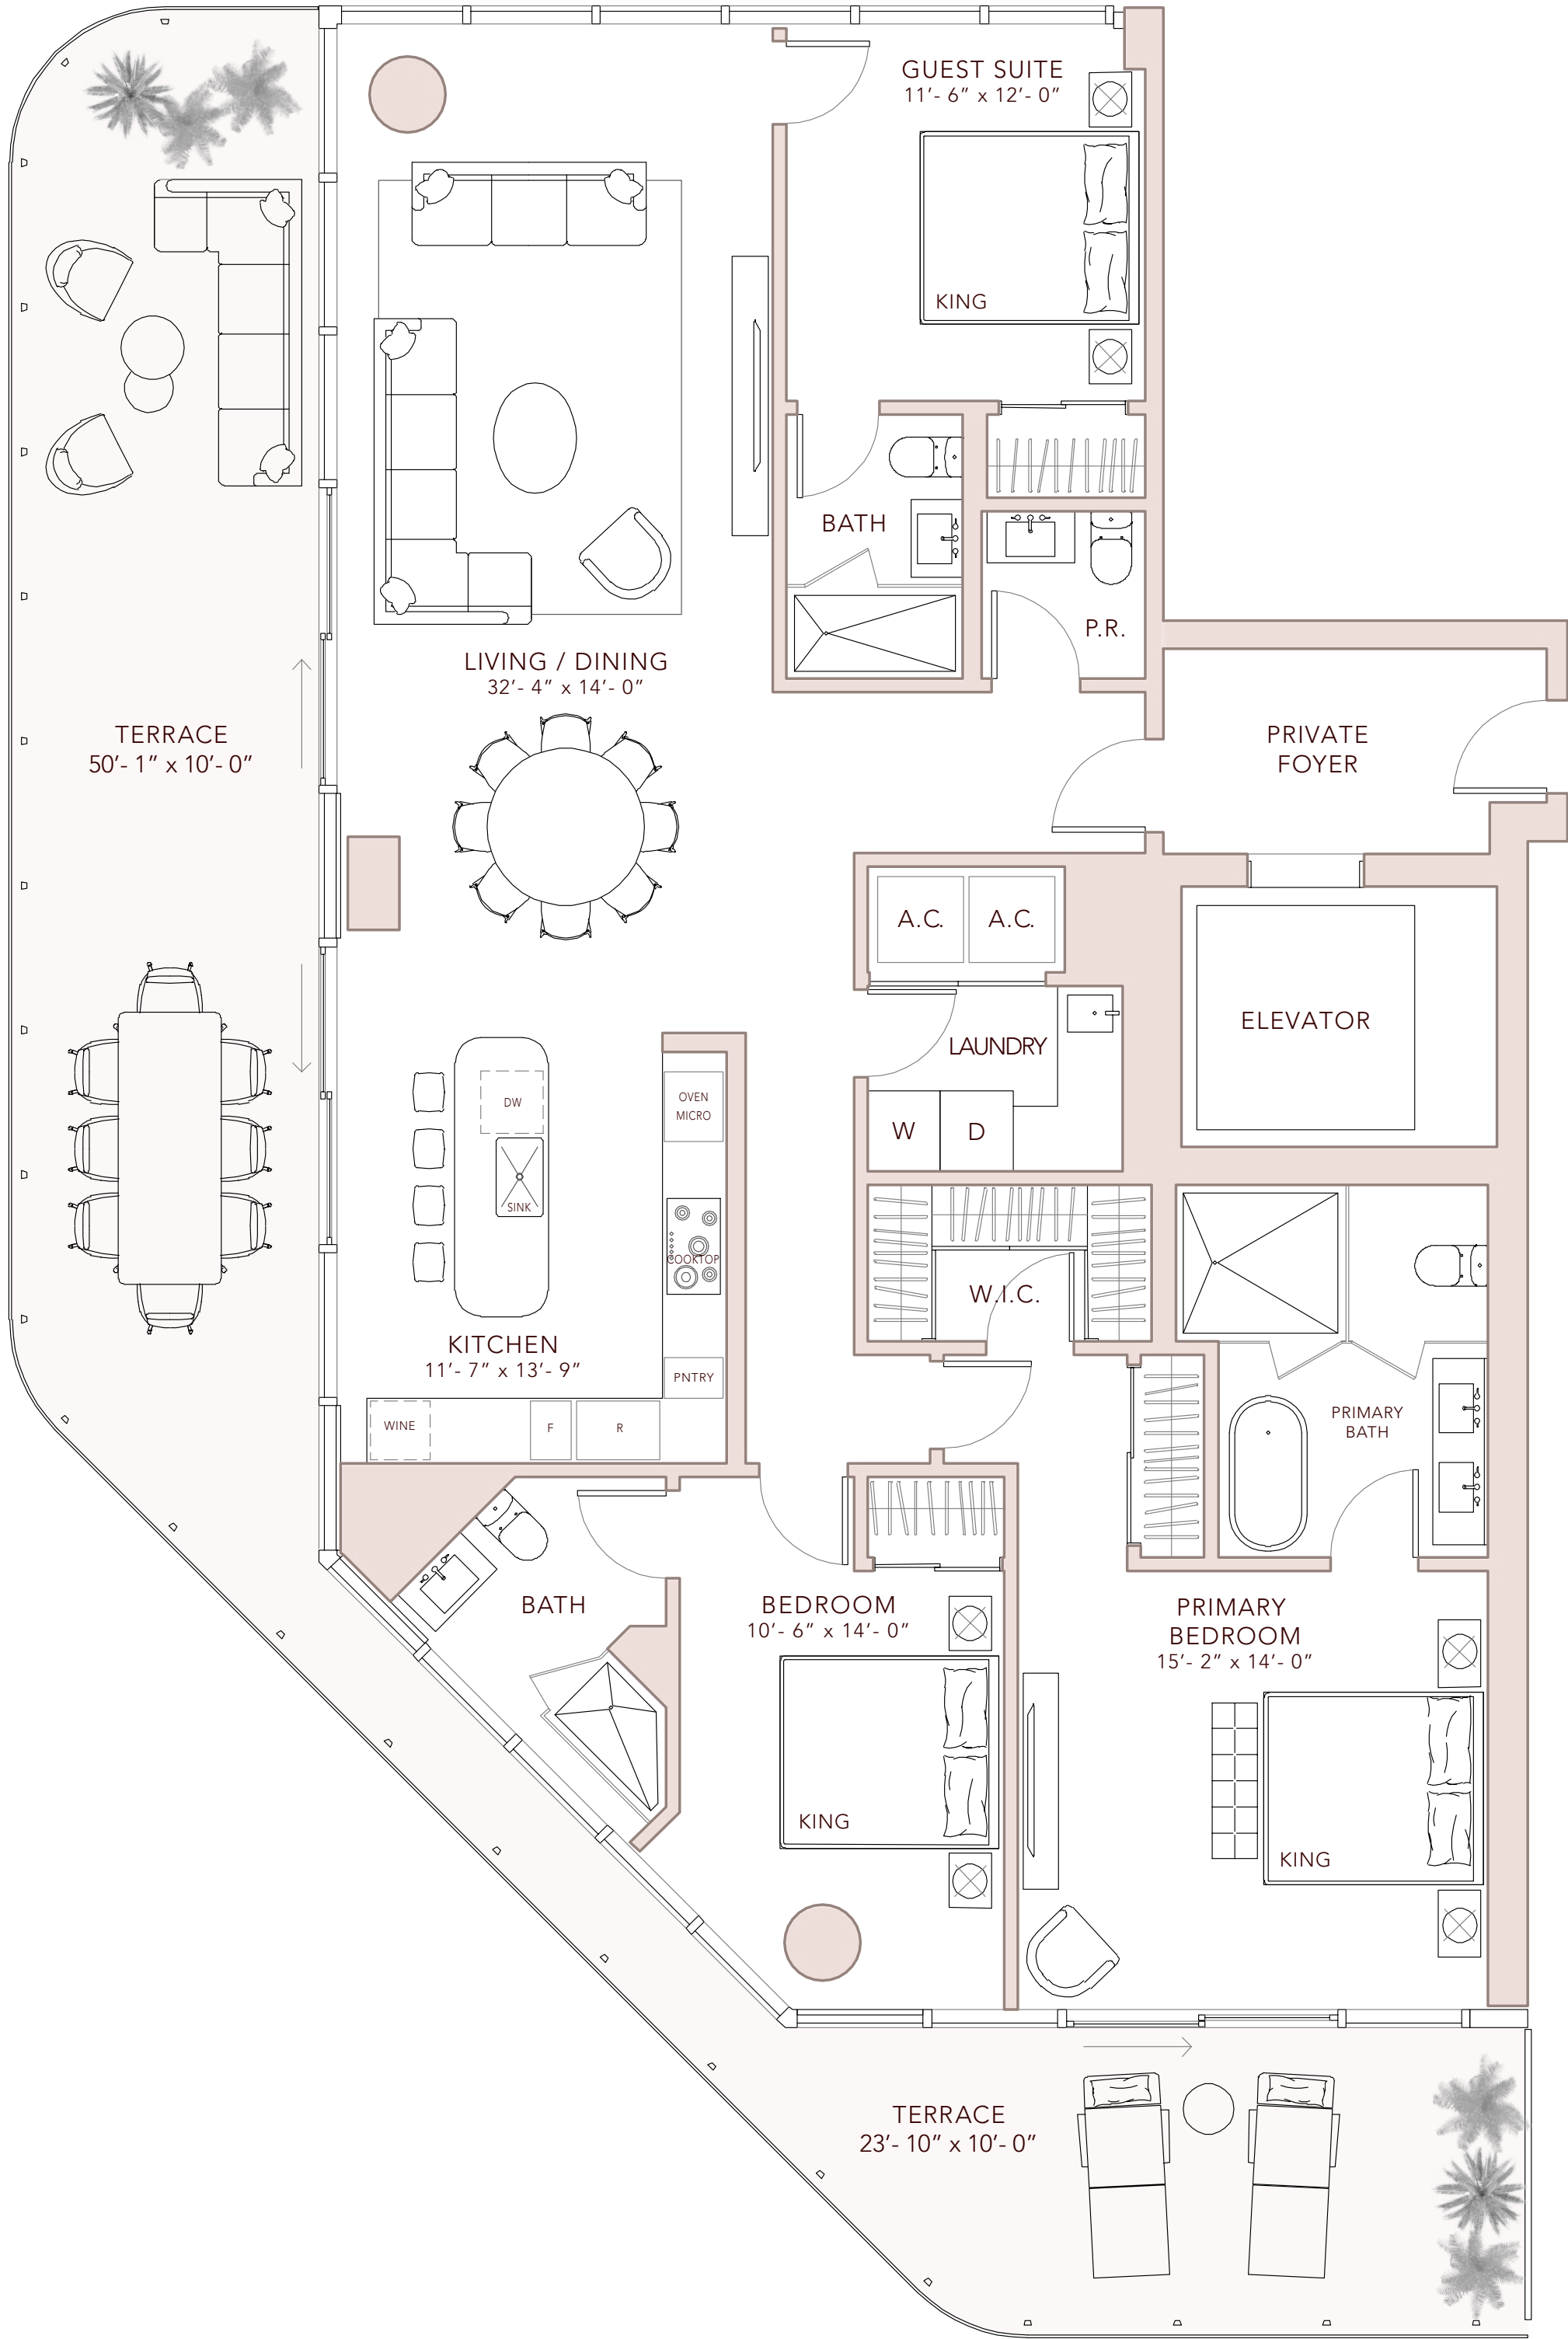 GUEST SUITE
11’- 6” x 12’- 0”
KING
BATH
P.R.
LIVING / DINING
32’- 4” x 14’- 0”
TERRACE
50’- 1” x 10’- 0”
PRIVATE
FOYER
A.C.
A.C.
ELEVATOR
LAUNDRY
W
D
OVEN
MICRO
DW
SINK
COOKTOP
W.I.C.
KITCHEN
11’- 7” x 13’- 9”
PNTRY
WINE
F
R
PRIMARY
BATH
BATH
BEDROOM
10’- 6” x 14’- 0”
KING
PRIMARY
BEDROOM
15’- 2” x 14’- 0”
KING
TERRACE
23’- 10” x 10’- 0”